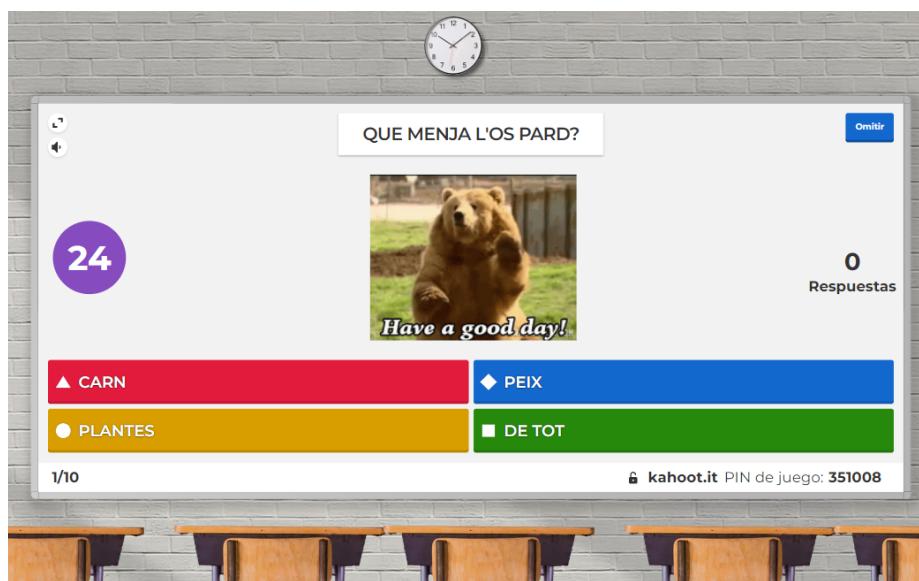 QUE MENJA L'OS PARD?
Omitir
24
0
Respuestas
Have a good day!
CARN
PEIX
PLANTES
DE TOT
1/10
kahoot.it PIN de juego: 351008